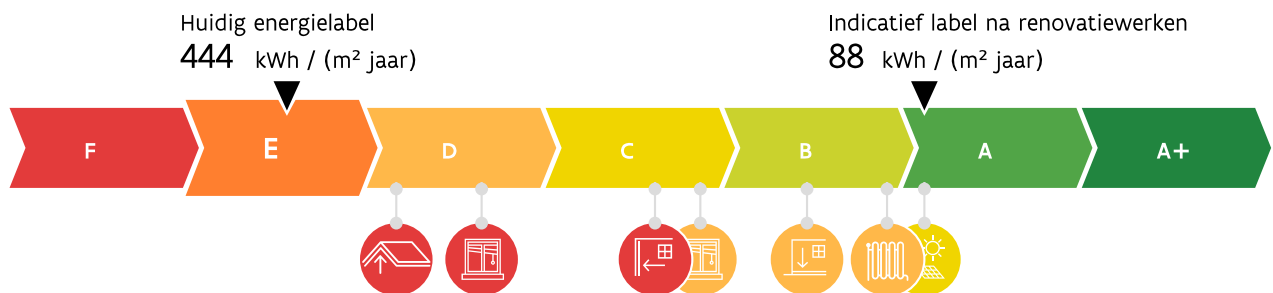 Huidig energielabel
444 kWh / (m² jaar)
Indicatief label na renovatiewerken
88 kWh / (m² jaar)
F E D C B A A+